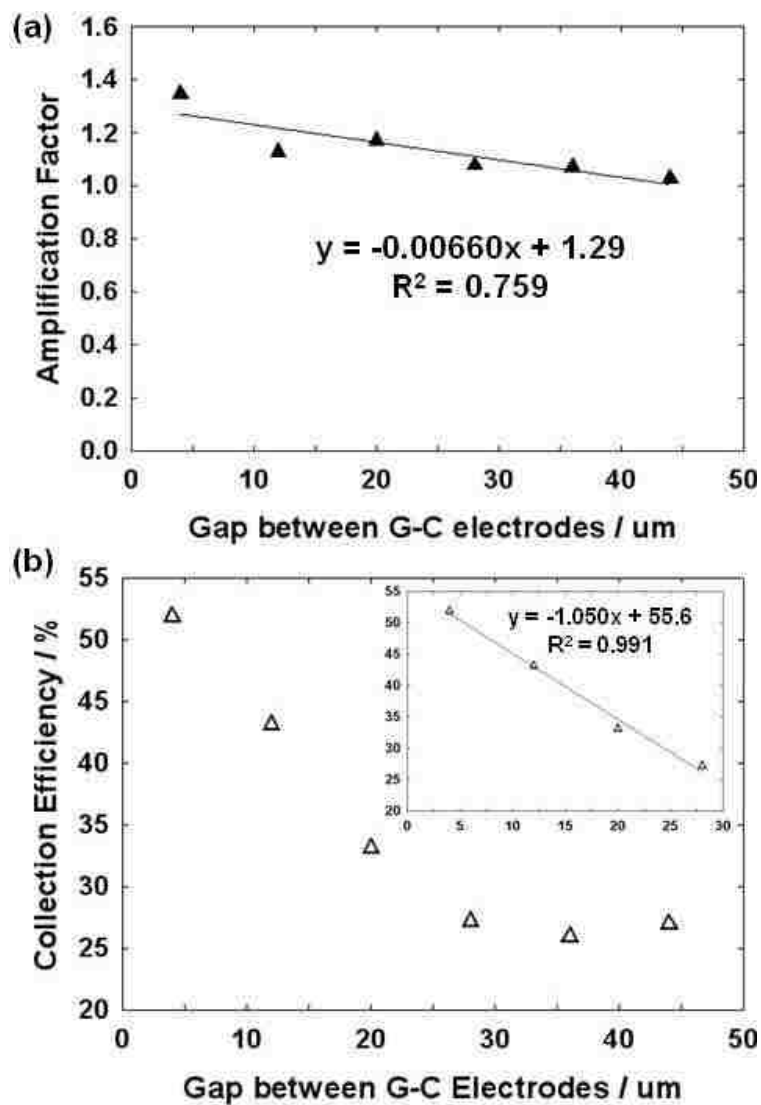 (a)
1.6
1.4
1.2
1.0
0.8
0.6
0.4
0.2
0.0
Amplification Factor
y = -0.00660x + 1.29
R² = 0.759
0 10 20 30 40 50
Gap between G-C electrodes / um
(b)
55
50
45
40
35
30
25
20
Collection Efficiency / %
55
50
45
40
35
30
25
20
y = -1.050x + 55.6
R² = 0.991
0 5 10 15 20 25 30
0 10 20 30 40 50
Gap between G-C Electrodes / um